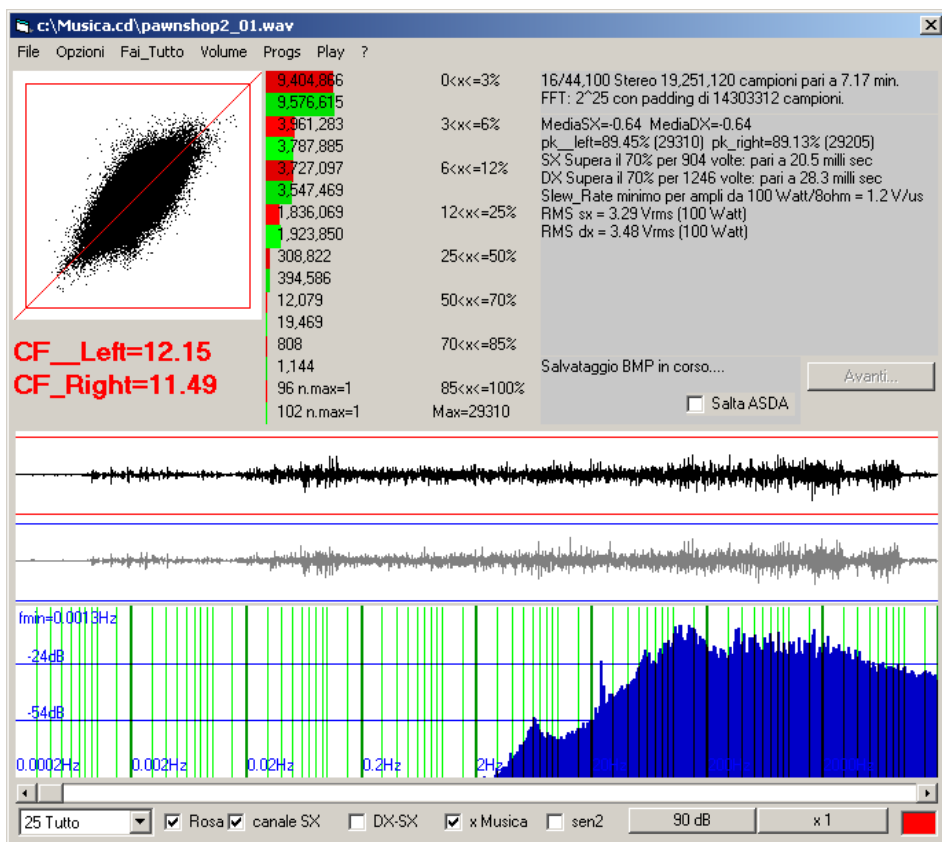 c:\Musica.cd\pawnshop2_01.wav
File Opzioni Fai_Tutto Volume Progs Play ?
9,404,866 0<x<=3%
9,576,615
3,961,283 3<x<=6%
3,787,885
3,727,097 6<x<=12%
3,547,469
1,836,069 12<x<=25%
1,923,850
308,822 25<x<=50%
394,586
12,079 50<x<=70%
19,469
808 70<x<=85%
1,144
96 n.max=1 85<x<=100%
102 n.max=1 Max=29310
16/44,100 Stereo 19,251,120 campioni pari a 7.17 min.
FFT: 2^25 con padding di 14303312 campioni.
MediaSX=-0.64 MediaDX=-0.64
pk__left=89.45% (29310) pk_right=89.13% (29205)
SX Supera il 70% per 904 volte: pari a 20.5 milli sec
DX Supera il 70% per 1246 volte: pari a 28.3 milli sec
Slew_Rate minimo per ampli da 100 Watt/8ohm = 1.2 V/us
RMS sx = 3.29 Vrms (100 Watt)
RMS dx = 3.48 Vrms (100 Watt)
CF__Left=12.15
CF_Right=11.49
Salvataggio BMP in corso....
Avanti...
Salta ASDA
fmin=0.0013Hz
-24dB
-54dB
0.0002Hz 0.002Hz 0.02Hz 0.2Hz 2Hz
25 Tutto Rosa canale SX DX-SX x Musica sen2 90 dB x 1